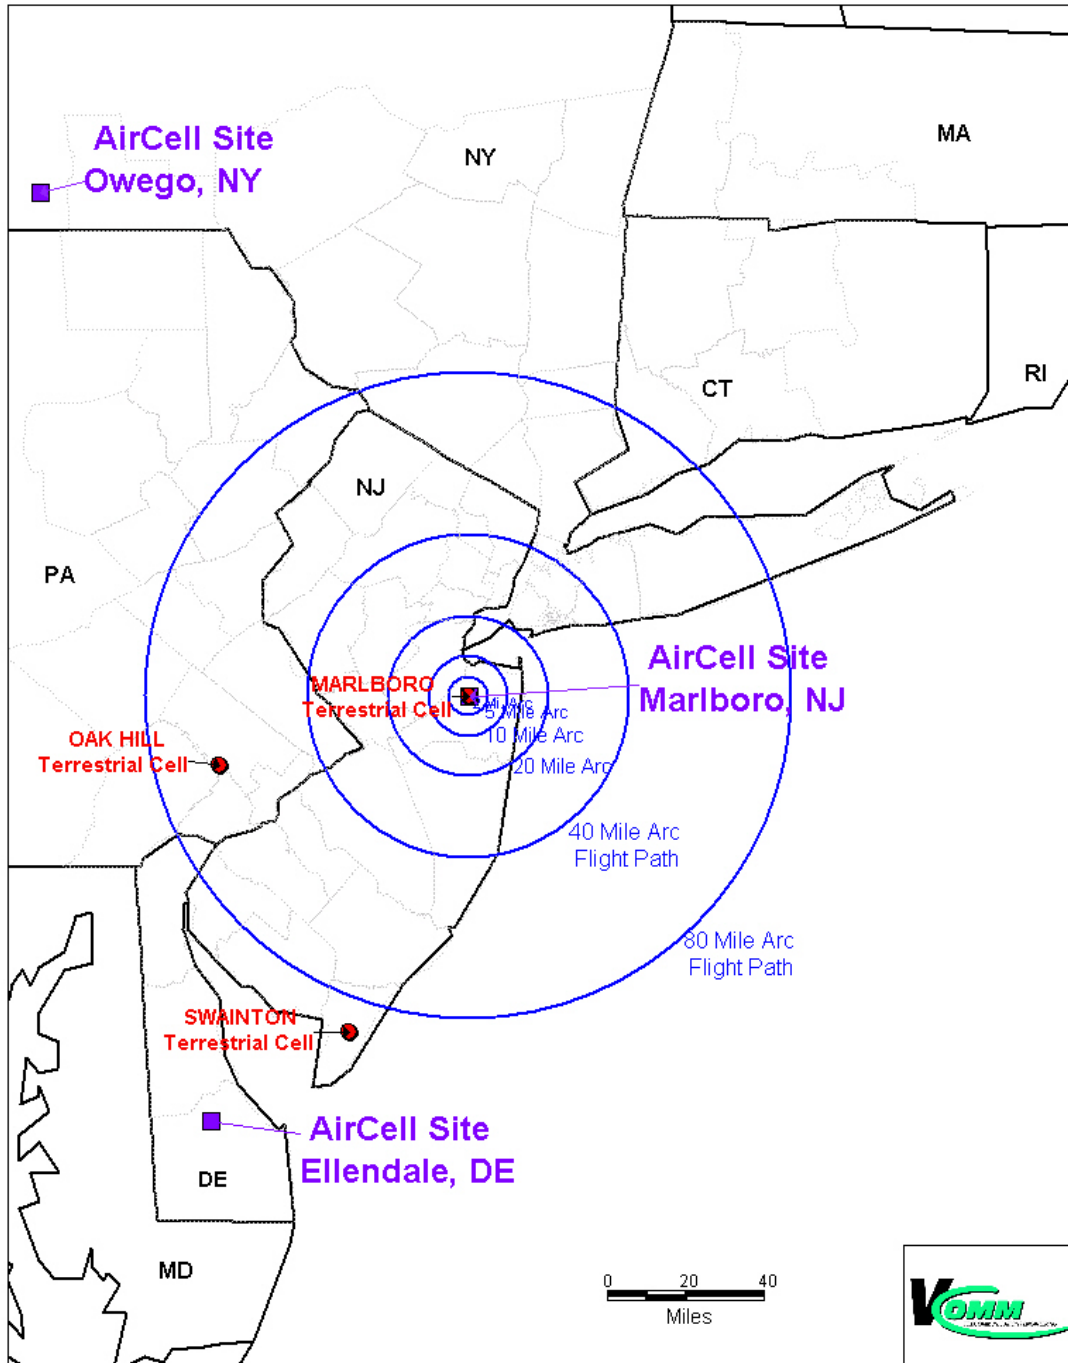 AirCell Site
Owego, NY
NY
MA
RI
CT
NJ
PA
AirCell Site
Marlboro, NJ
MARLBORO
Terrestrial Cell
5 Mile Arc
10 Mile Arc
20 Mile Arc
OAK HILL
Terrestrial Cell
40 Mile Arc
Flight Path
80 Mile Arc
Flight Path
SWAINTON
Terrestrial Cell
AirCell Site
Ellendale, DE
DE
MD
0 20 40
Miles
VCOMM